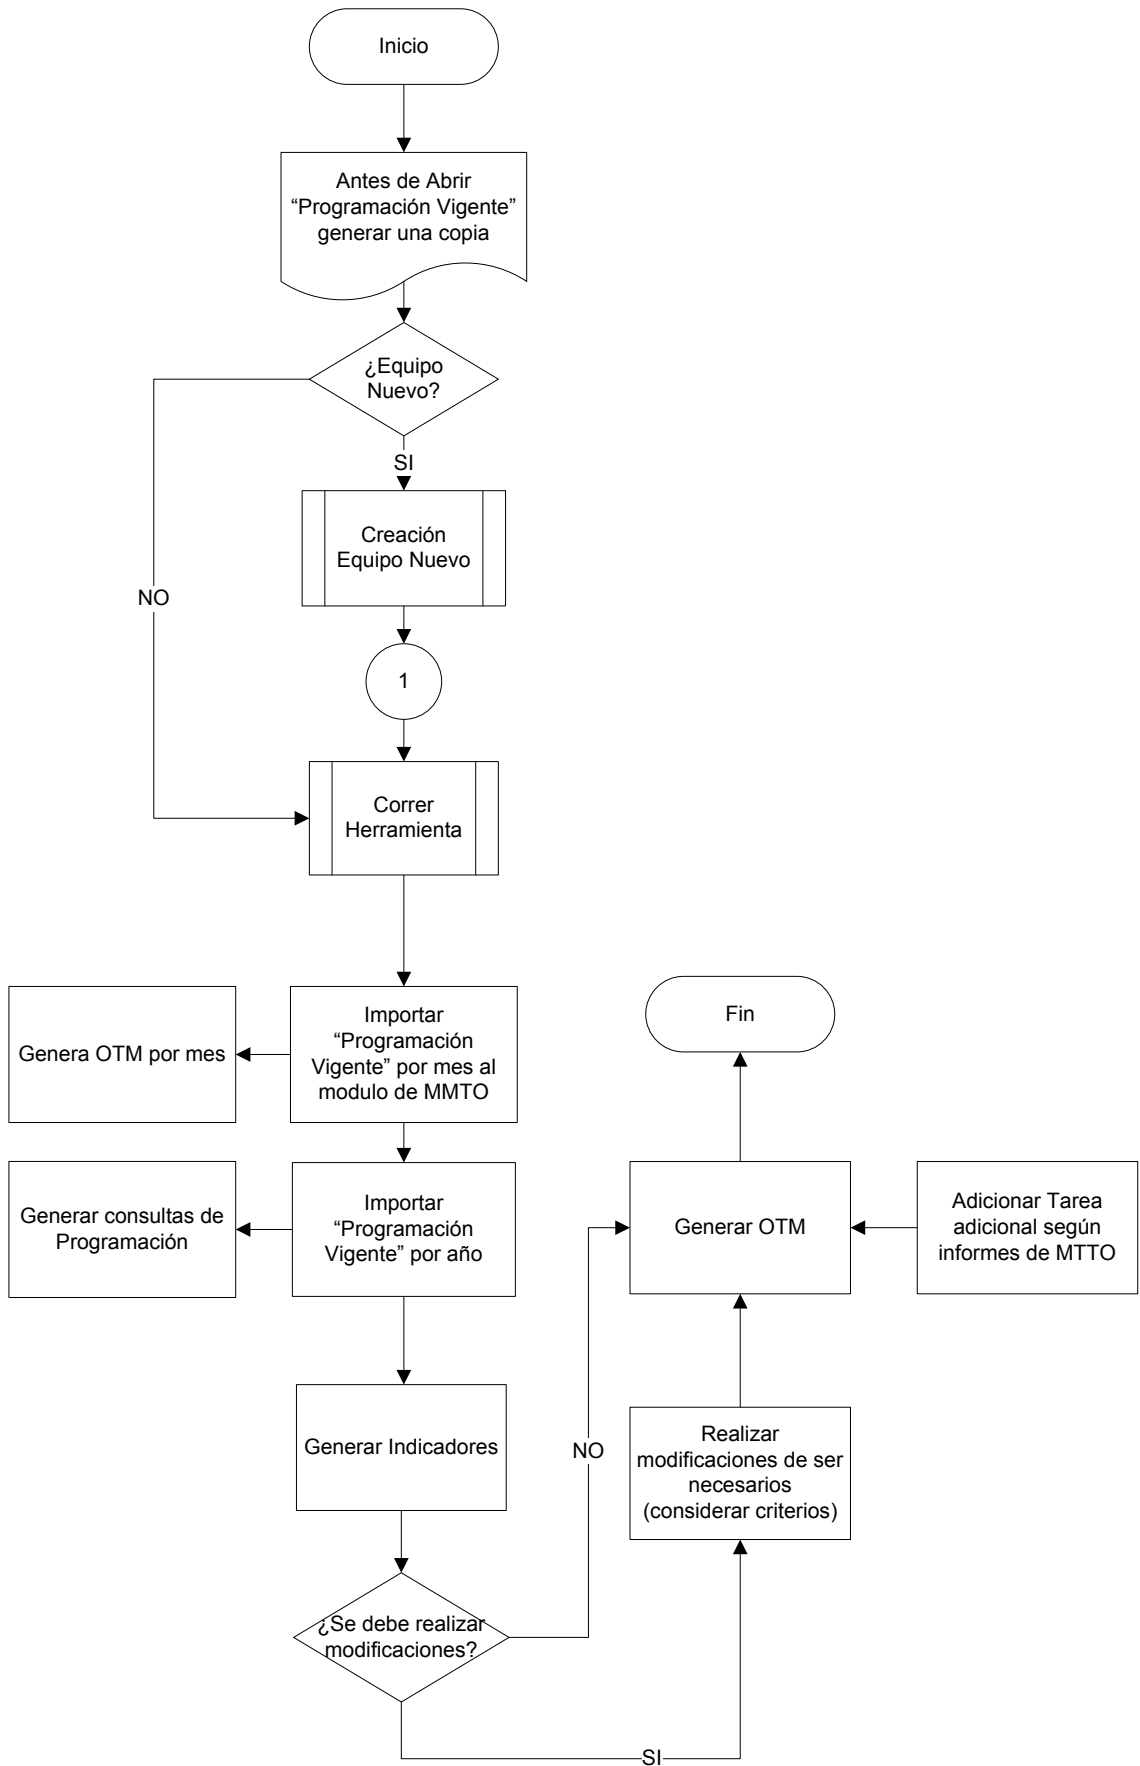 Inicio
Antes de Abrir
“Programación Vigente”
generar una copia
¿Equipo
Nuevo?
SI
Creación
Equipo Nuevo
NO
1
Correr
Herramienta
Genera OTM por mes
Importar
“Programación
Vigente” por mes al
modulo de MMTO
Fin
Generar consultas de
Programación
Importar
“Programación
Vigente” por año
Generar OTM
Adicionar Tarea
adicional según
informes de MTTO
Generar Indicadores
NO
Realizar
modificaciones de ser
necesarios
(considerar criterios)
¿Se debe realizar
modificaciones?
SI